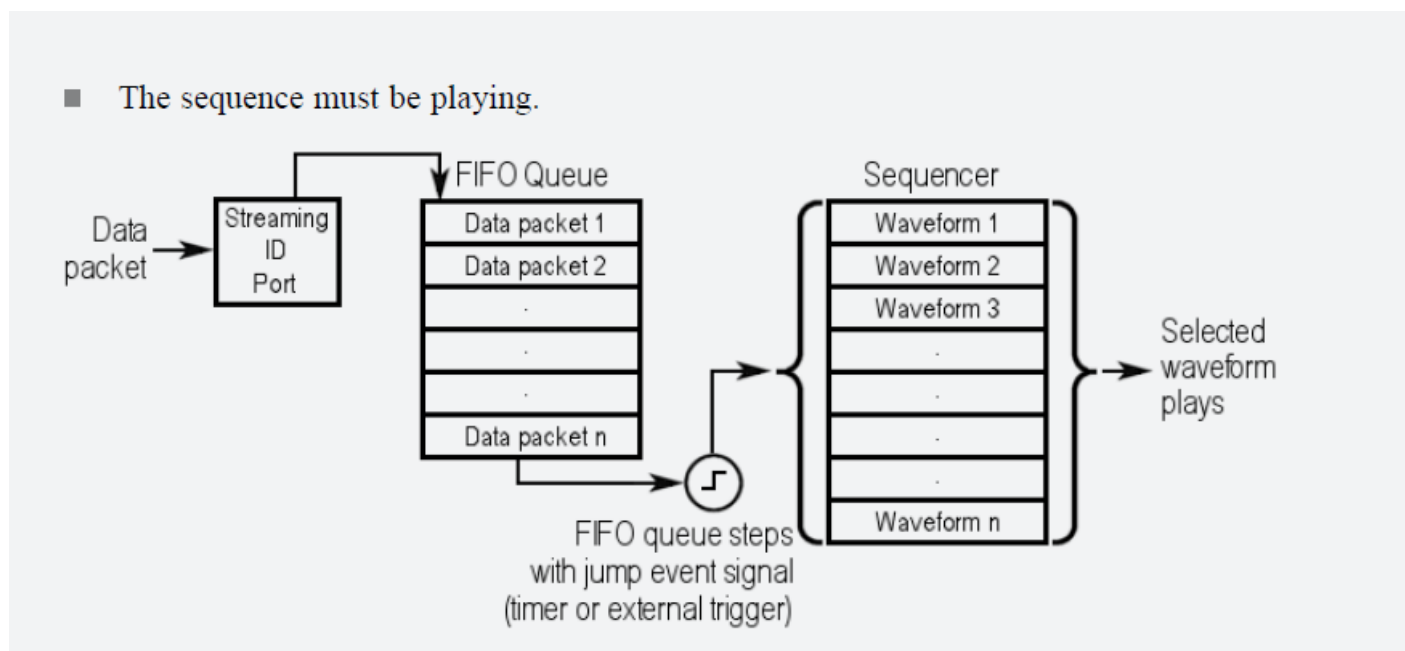 The sequence must be playing.
FIFO Queue
Sequencer
Data
packet
Streaming
ID
Port
Data packet 1
Data packet 2
.
.
.
Data packet n
Waveform 1
Waveform 2
Waveform 3
.
.
.
.
Waveform n
Selected
waveform
plays
FIFO queue steps
with jump event signal
(timer or external trigger)